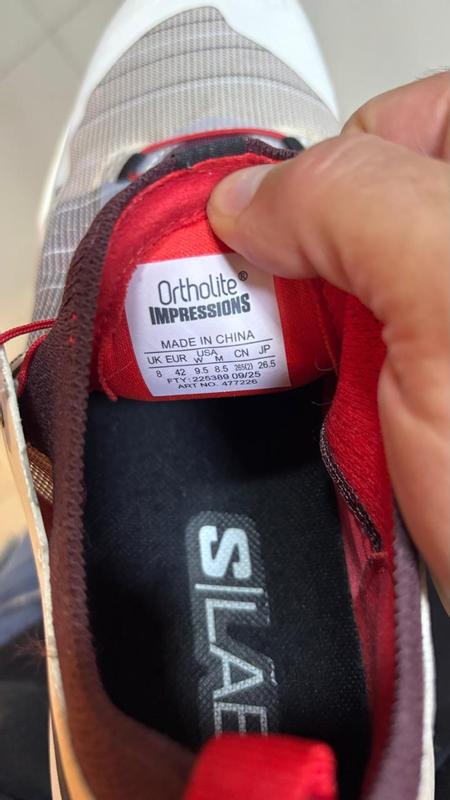 Ortholite®
IMPRESSIONS
MADE IN CHINA
UK EUR USA W M CN JP
8 42 9.5 8.5 265(2) 26.5
FTY: 225389 09/25
ART NO. 477226
S/LAB